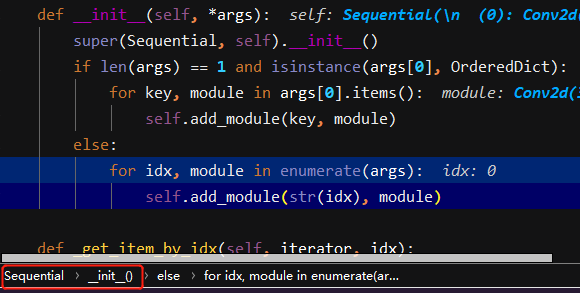 def __init__(self, *args): self: Sequential(\n (0): Conv2d(
super(Sequential, self).__init__()
if len(args) == 1 and isinstance(args[0], OrderedDict):
for key, module in args[0].items(): module: Conv2d(3
self.add_module(key, module)
else:
for idx, module in enumerate(args): idx: 0
self.add_module(str(idx), module)
def _get_item_by_idx(self, iterator, idx):
Sequential › __init__() › else › for idx, module in enumerate(ar...